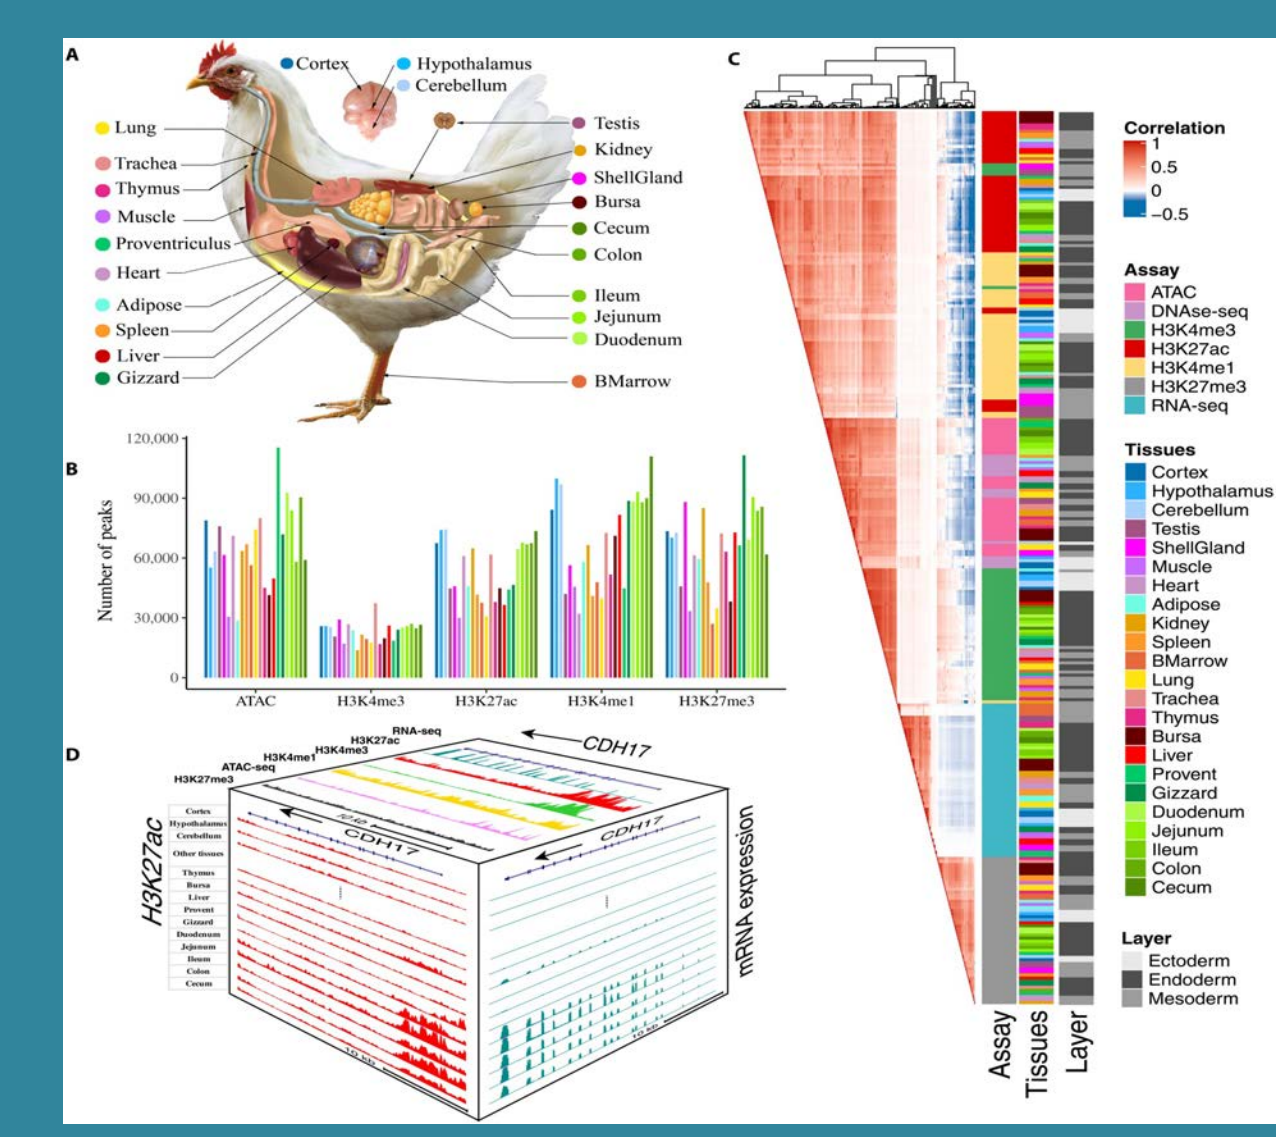 A
Cortex
Hypothalamus
Cerebellum
Lung
Trachea
Thymus
Muscle
Proventriculus
Heart
Adipose
Spleen
Liver
Gizzard
Testis
Kidney
ShellGland
Bursa
Cecum
Colon
Ileum
Jejunum
Duodenum
BMarrow
B
Number of peaks
120,000
90,000
60,000
30,000
0
ATAC
H3K4me3
H3K27ac
H3K4me1
H3K27me3
C
Correlation
1
0.5
0
−0.5
Assay
ATAC
DNAse-seq
H3K4me3
H3K27ac
H3K4me1
H3K27me3
RNA-seq
Tissues
Cortex
Hypothalamus
Cerebellum
Testis
ShellGland
Muscle
Heart
Adipose
Kidney
Spleen
BMarrow
Lung
Trachea
Thymus
Bursa
Liver
Provent
Gizzard
Duodenum
Jejunum
Ileum
Colon
Cecum
Layer
Ectoderm
Endoderm
Mesoderm
Assay
Tissues
Layer
D
RNA-seq
H3K27ac
H3K4me3
H3K4me1
ATAC-seq
H3K27me3
CDH17
10 kb
CDH17
CDH17
H3K27ac
Cortex
Hypothalamus
Cerebellum
Other tissues
Thymus
Bursa
Liver
Provent
Gizzard
Duodenum
Jejunum
Ileum
Colon
Cecum
10 kb
10 kb
mRNA expression